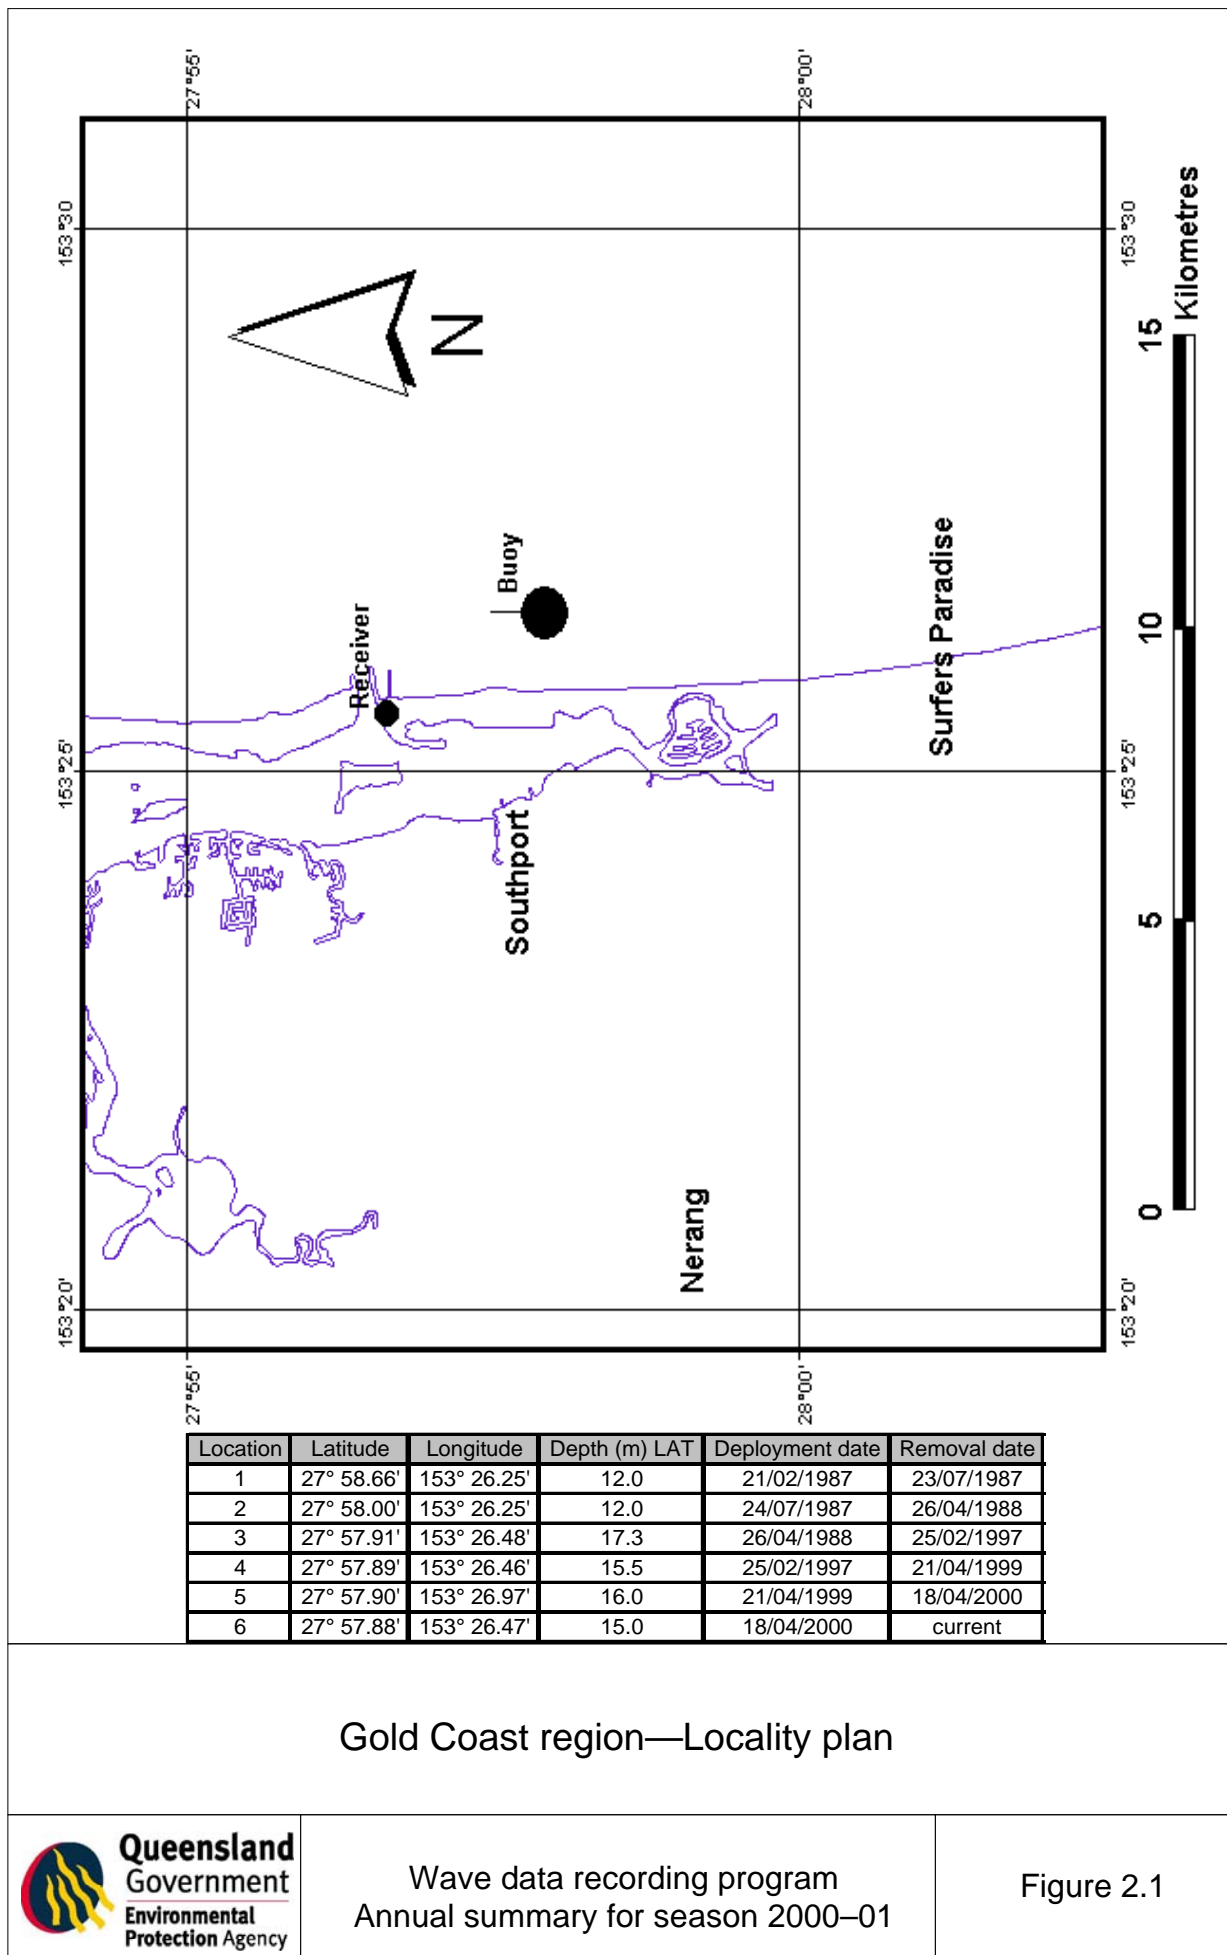 27°55'
28°00'
153°30
153°30
Kilometres
15
N
Buoy
Receiver
Surfers Paradise
10
153°25'
153°25'
Southport
5
Nerang
0
153°20'
153°20'
27°55'
28°00'
Location Latitude Longitude Depth (m) LAT Deployment date Removal date
1 27° 58.66' 153° 26.25' 12.0 21/02/1987 23/07/1987
2 27° 58.00' 153° 26.25' 12.0 24/07/1987 26/04/1988
3 27° 57.91' 153° 26.48' 17.3 26/04/1988 25/02/1997
4 27° 57.89' 153° 26.46' 15.5 25/02/1997 21/04/1999
5 27° 57.90' 153° 26.97' 16.0 21/04/1999 18/04/2000
6 27° 57.88' 153° 26.47' 15.0 18/04/2000 current
Gold Coast region—Locality plan
Queensland
Government
Environmental
Protection Agency
Wave data recording program
Annual summary for season 2000–01
Figure 2.1